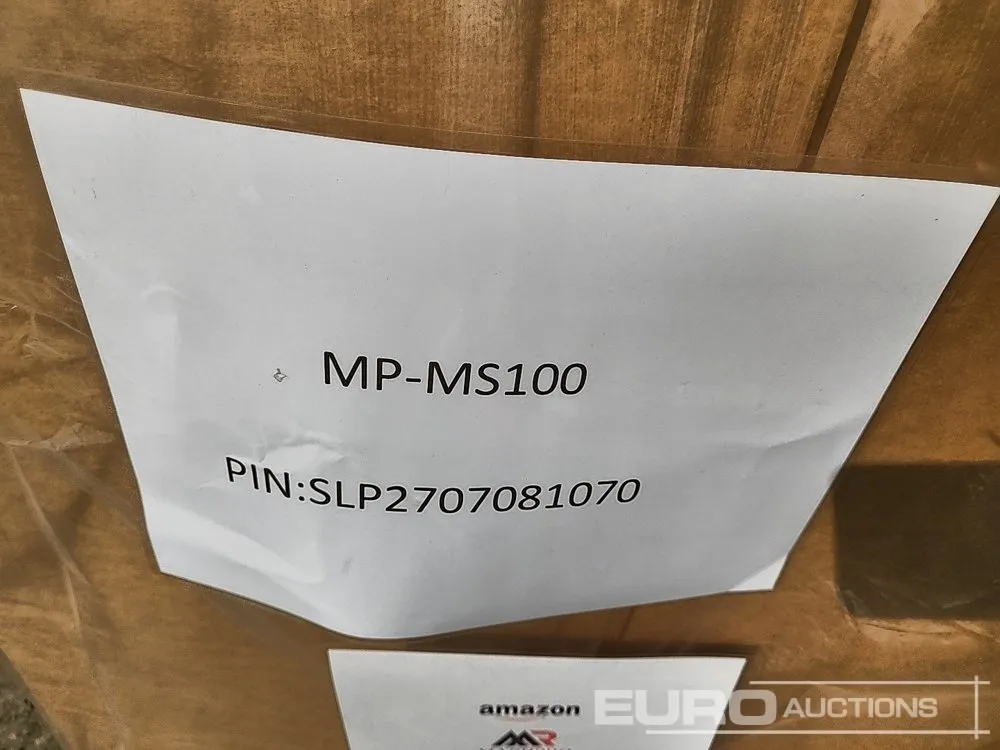 MP-MS100
PIN:SLP2707081070
amazon
EURO AUCTIONS